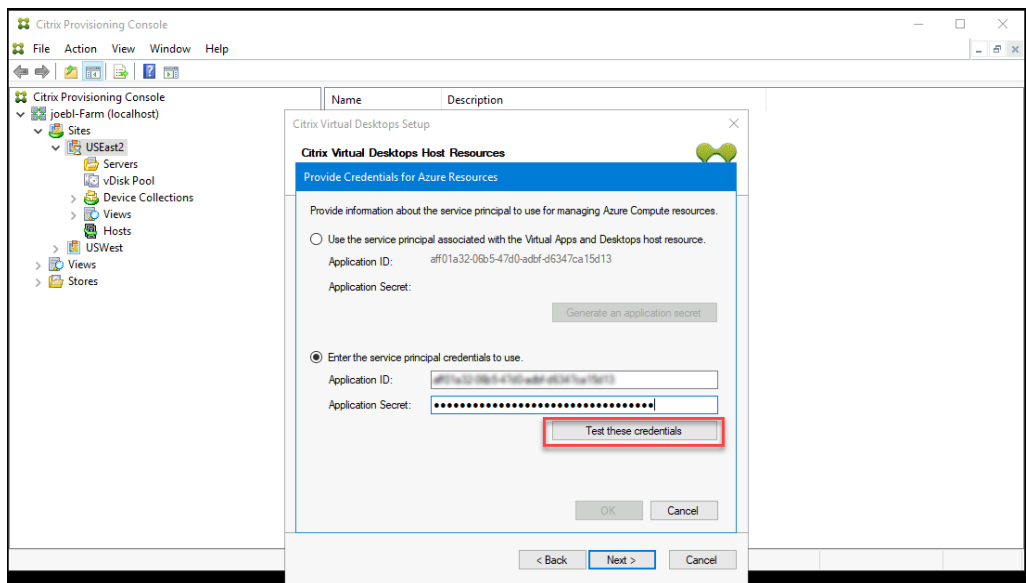 Citrix Provisioning Console
File Action View Window Help
Citrix Provisioning Console
joebl-Farm (localhost)
Sites
USEast2
Servers
vDisk Pool
Device Collections
Views
Hosts
USWest
Views
Stores
Name Description
Citrix Virtual Desktops Setup
Citrix Virtual Desktops Host Resources
Provide Credentials for Azure Resources
Provide information about the service principal to use for managing Azure Compute resources.
Use the service principal associated with the Virtual Apps and Desktops host resource.
Application ID: aff01a32-06b5-47d0-adbf-d6347ca15d13
Application Secret:
Generate an application secret
Enter the service principal credentials to use.
Application ID:
Application Secret:
Test these credentials
OK Cancel
< Back Next > Cancel